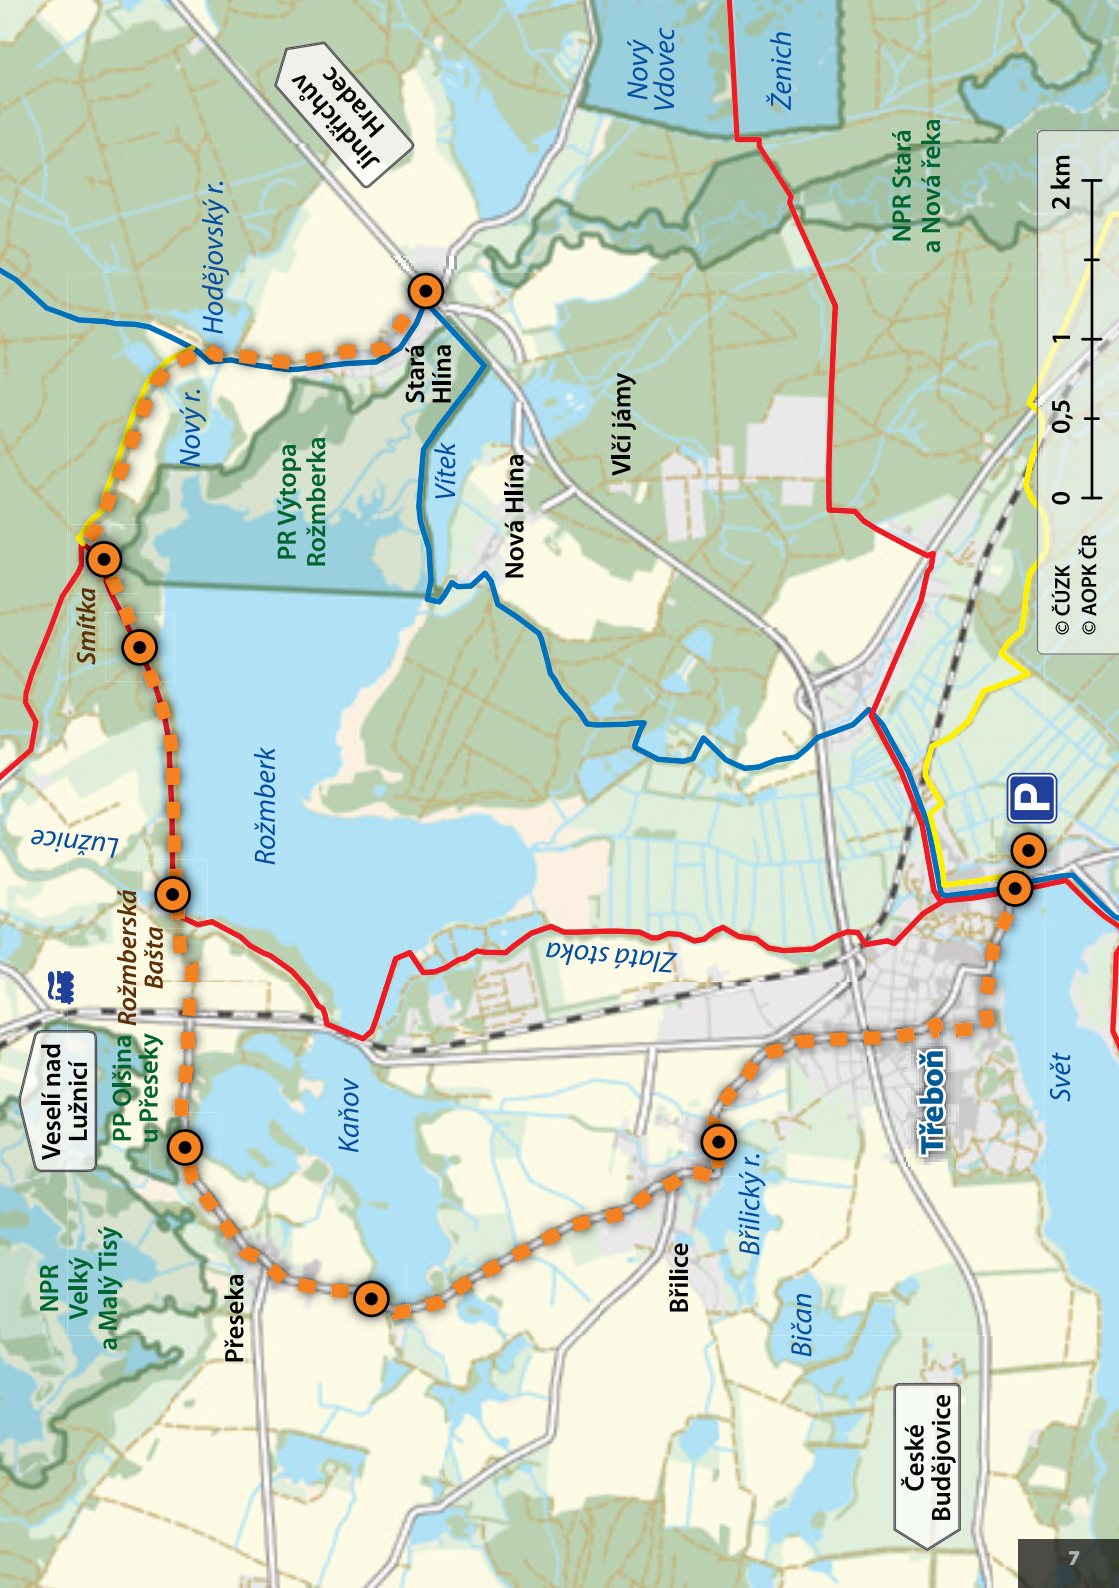 Jindřichův
Hradec
Nový
Vdovec
Ženich
Hodějovský r.
NPR Stará
a Nová řeka
Stará
Hlína
Nový r.
Vítek
Vlčí jámy
PR Výtopa
Rožmberka
Nová Hlína
Smítka
0
0,5
1
2 km
© ČÚZK
© AOPK ČR
Lužnice
Rožmberk
P
Rožmberská
Bašta
Zlatá stoka
Veselí nad
Lužnicí
PP Olšina
u Přeseky
Kaňov
Třeboň
Svět
NPR
Velký
a Malý Tisý
Přeseka
Břilický r.
Břilice
Bičan
České
Budějovice
7